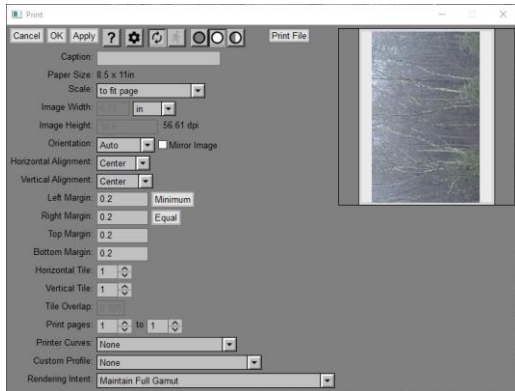 Print
Cancel OK Apply ? Print File
Caption:
Paper Size: 8.5 x 11in
Scale: to fit page
Image Width: in
Image Height: 56.61 dpi
Orientation: Auto Mirror Image
Horizontal Alignment: Center
Vertical Alignment: Center
Left Margin: 0.2 Minimum
Right Margin: 0.2 Equal
Top Margin: 0.2
Bottom Margin: 0.2
Horizontal Tile: 1
Vertical Tile: 1
Tile Overlap:
Print pages: 1 to 1
Printer Curves: None
Custom Profile: None
Rendering Intent: Maintain Full Gamut